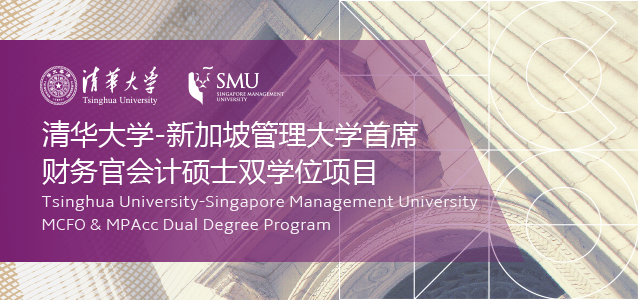 清华大学
Tsinghua University
SMU
SINGAPORE MANAGEMENT
UNIVERSITY
清华大学-新加坡管理大学首席
财务官会计硕士双学位项目
Tsinghua University-Singapore Management University
MCFO & MPAcc Dual Degree Program